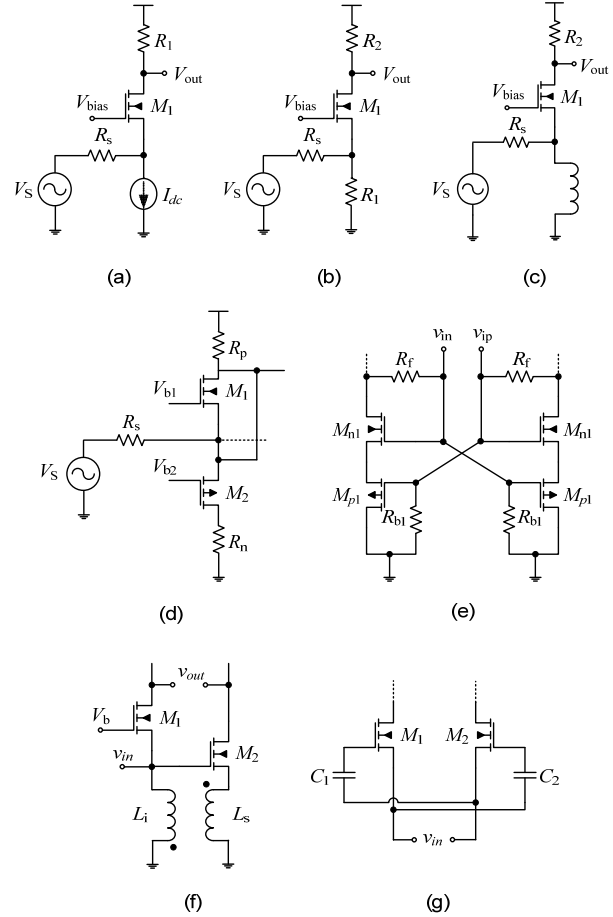 R1
R2
R2
Vout
Vout
Vout
Vbias
M1
Vbias
M1
Vbias
M1
Rs
Rs
Rs
VS
Idc
VS
R1
VS
(a)
(b)
(c)
Rp
Vb1
M1
Rs
VS
Vb2
M2
Rn
(d)
vin
vip
Rf
Rf
Mn1
Mn1
Mp1
Rb1
Rb1
Mp1
(e)
vout
Vb
M1
vin
M2
Li
Ls
(f)
M1
M2
C1
C2
vin
(g)